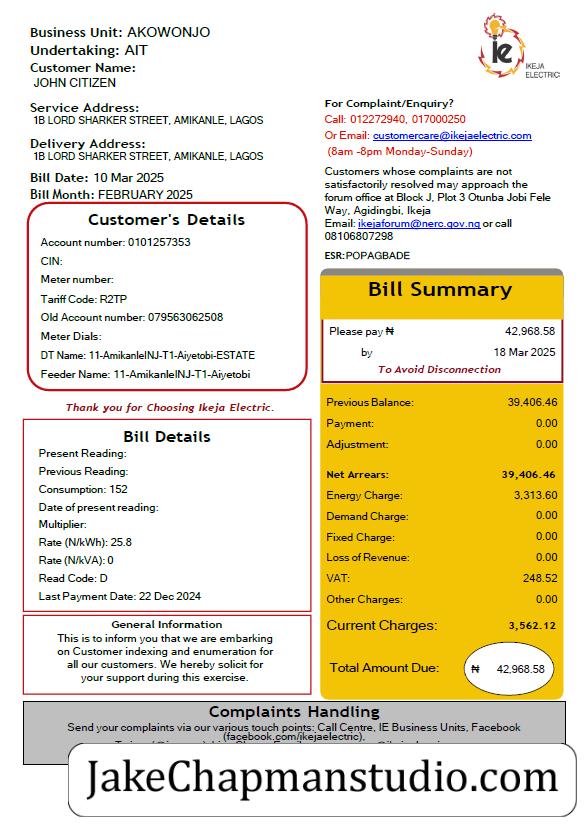 Business Unit: AKOWONJO
Undertaking: AIT
Customer Name:
JOHN CITIZEN
Service Address:
1B LORD SHARKER STREET, AMIKANLE, LAGOS
Delivery Address:
1B LORD SHARKER STREET, AMIKANLE, LAGOS
Bill Date: 10 Mar 2025
Bill Month: FEBRUARY 2025
ie
IKEJA
ELECTRIC
For Complaint/Enquiry?
Call: 012272940, 017000250
Or Email: customercare@ikejaelectric.com
(8am -8pm Monday-Sunday)
Customers whose complaints are not
satisfactorily resolved may approach the
forum office at Block J, Plot 3 Otunba Jobi Fele
Way, Agidingbi, Ikeja
Email: ikejaforum@nerc.gov.ng or call
08106807298
ESR:POPAGBADE
Customer's Details
Account number: 0101257353
CIN:
Meter number:
Tariff Code: R2TP
Old Account number: 079563062508
Meter Dials:
DT Name: 11-AmikanleINJ-T1-Aiyetobi-ESTATE
Feeder Name: 11-AmikanleINJ-T1-Aiyetobi
Thank you for Choosing Ikeja Electric.
Bill Details
Present Reading:
Previous Reading:
Consumption: 152
Date of present reading:
Multiplier:
Rate (N/kWh): 25.8
Rate (N/kVA): 0
Read Code: D
Last Payment Date: 22 Dec 2024
General Information
This is to inform you that we are embarking
on Customer indexing and enumeration for
all our customers. We hereby solicit for
your support during this exercise.
Bill Summary
Please pay ₦ 42,968.58
by 18 Mar 2025
To Avoid Disconnection
Previous Balance: 39,406.46
Payment: 0.00
Adjustment: 0.00
Net Arrears: 39,406.46
Energy Charge: 3,313.60
Demand Charge: 0.00
Fixed Charge: 0.00
Loss of Revenue: 0.00
VAT: 248.52
Other Charges: 0.00
Current Charges: 3,562.12
Total Amount Due: ₦ 42,968.58
Complaints Handling
Send your complaints via our various touch points: Call Centre, IE Business Units, Facebook
(facebook.com/ikejaelectric),
JakeChapmanstudio.com